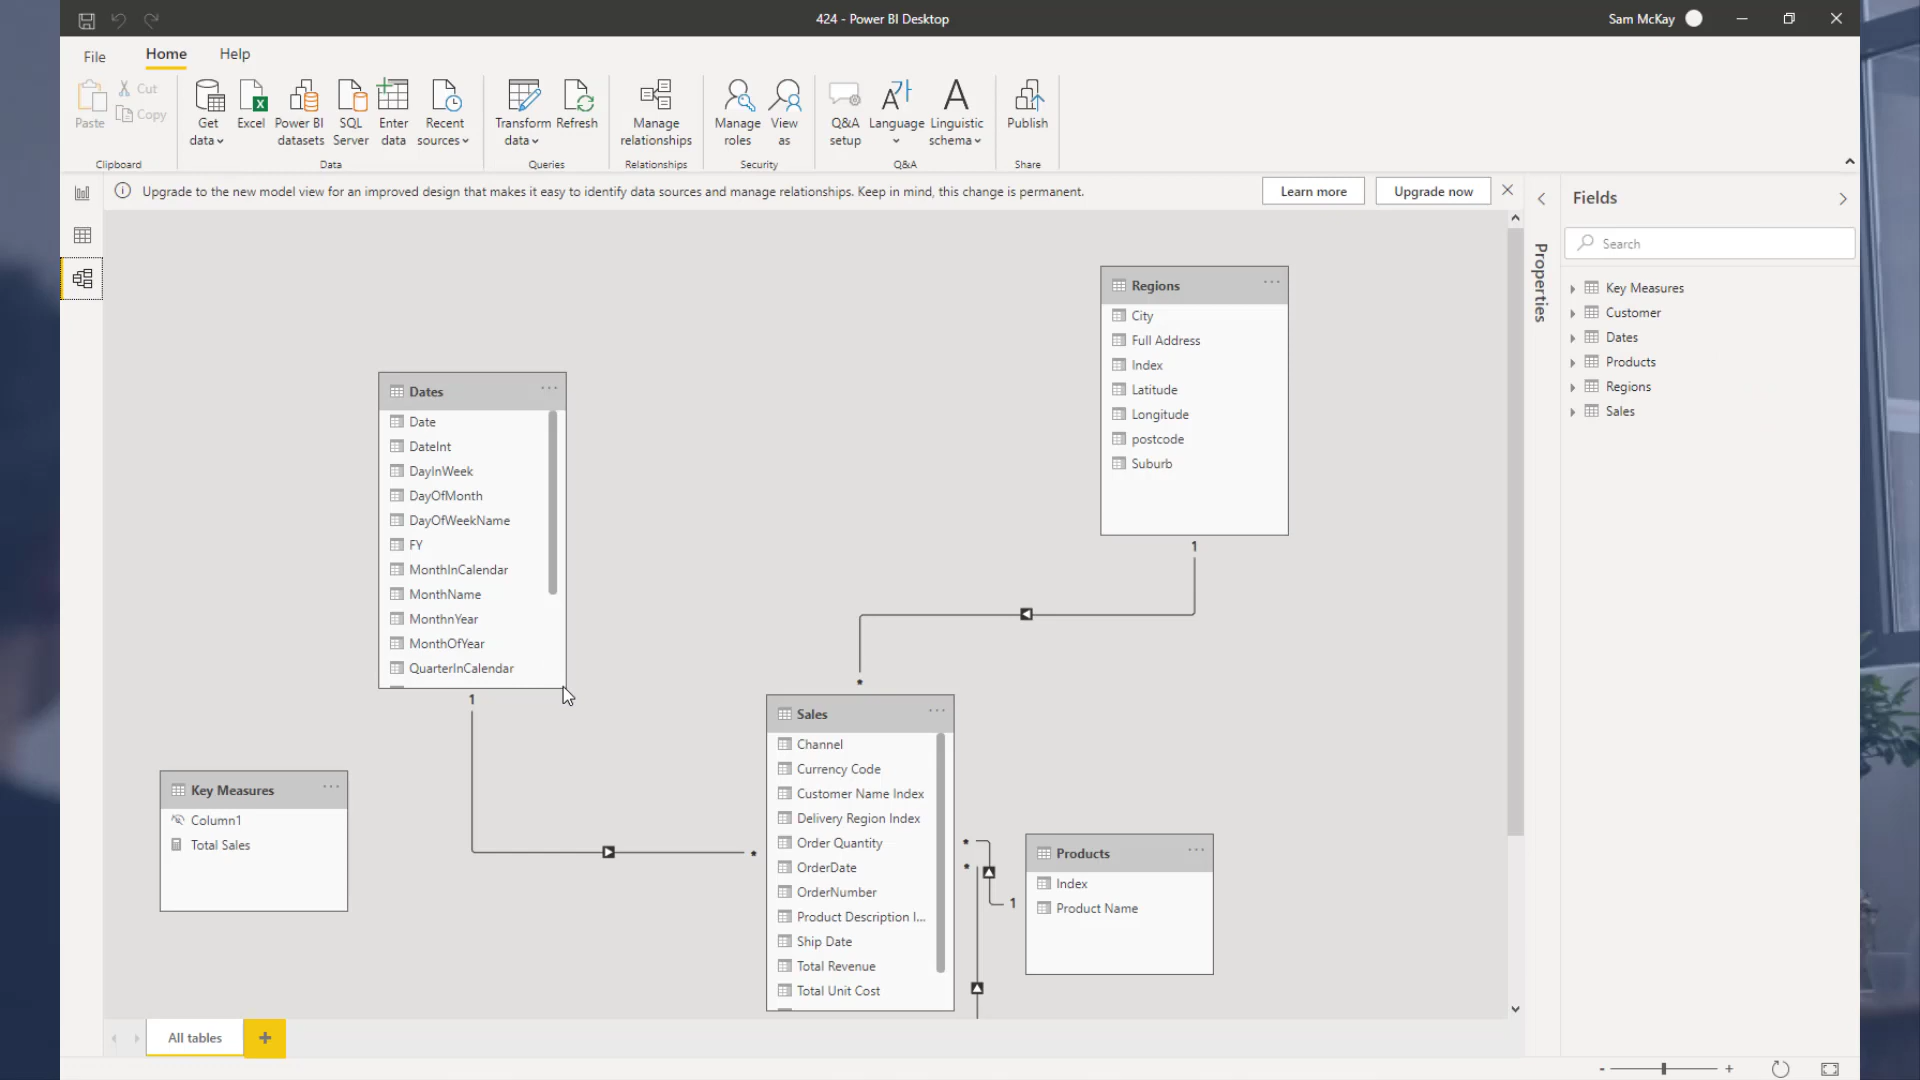 424 - Power BI Desktop
Sam McKay
File
Home
Help
Paste
Cut
Copy
Clipboard
Get data
Excel
Power BI datasets
SQL Server
Enter data
Recent sources
Data
Transform data
Refresh
Queries
Manage relationships
Relationships
Manage roles
View as
Security
Q&A setup
Language
Linguistic schema
Q&A
Publish
Share
Upgrade to the new model view for an improved design that makes it easy to identify data sources and manage relationships. Keep in mind, this change is permanent.
Learn more
Upgrade now
Properties
Fields
Search
Key Measures
Customer
Dates
Products
Regions
Sales
Regions
City
Full Address
Index
Latitude
Longitude
postcode
Suburb
1
*
Dates
Date
DateInt
DayInWeek
DayOfMonth
DayOfWeekName
FY
MonthInCalendar
MonthName
MonthnYear
MonthOfYear
QuarterInCalendar
1
*
Key Measures
Column1
Total Sales
Sales
Channel
Currency Code
Customer Name Index
Delivery Region Index
Order Quantity
OrderDate
OrderNumber
Product Description I...
Ship Date
Total Revenue
Total Unit Cost
*
*
1
Products
Index
Product Name
All tables
+
- +